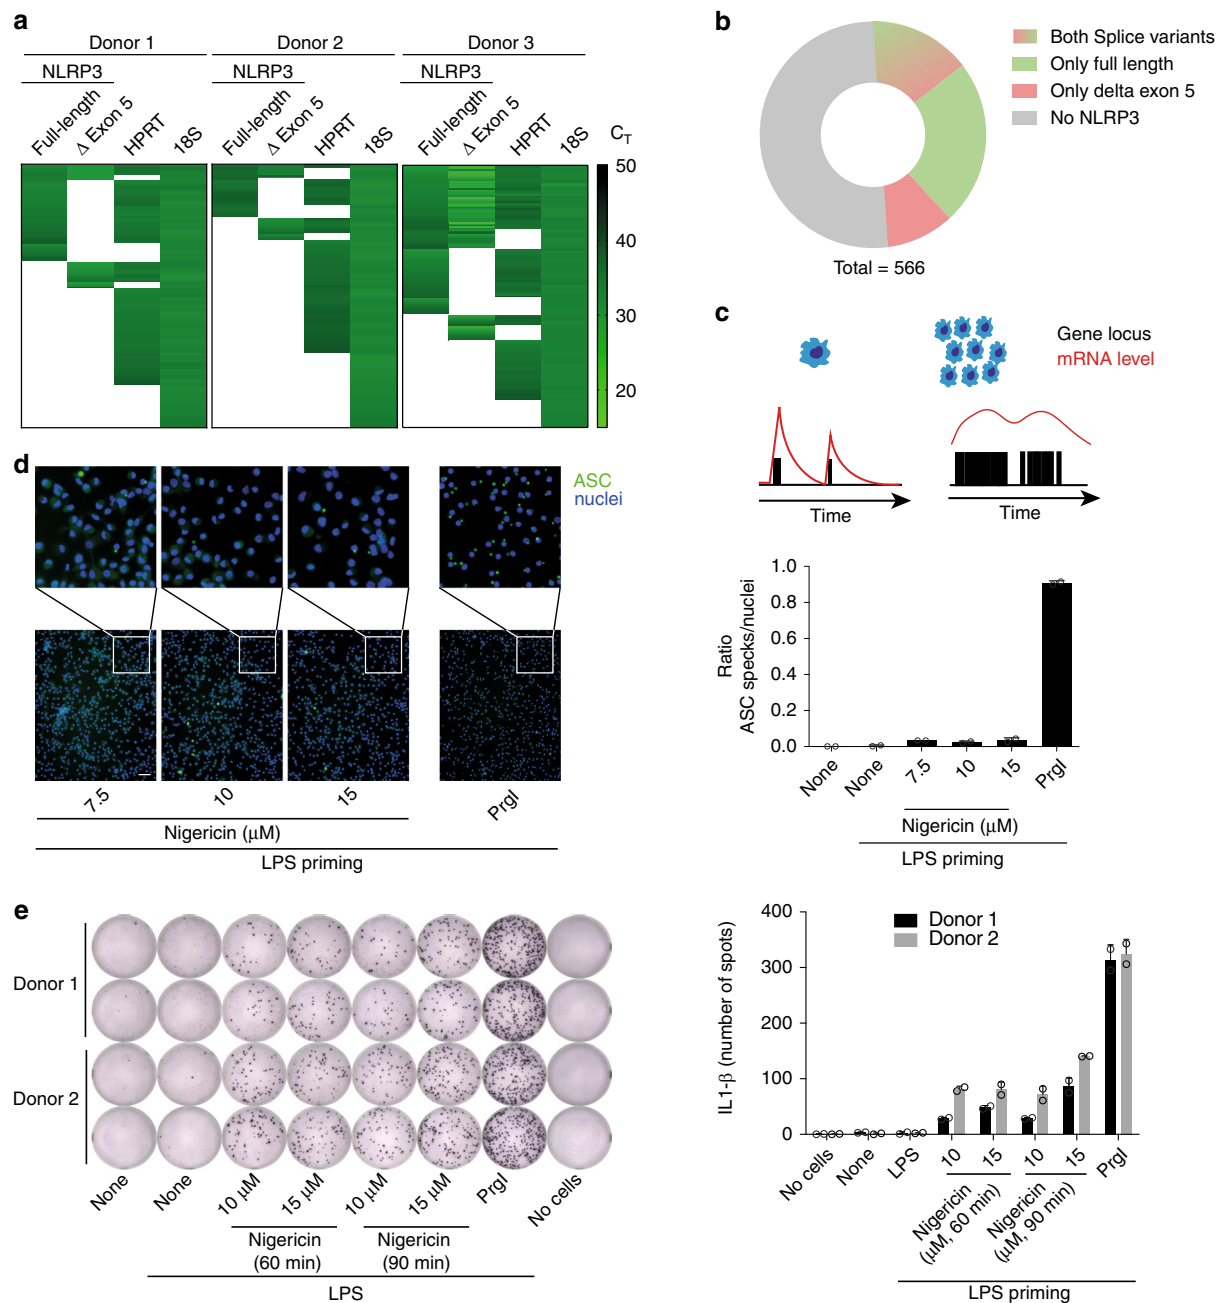 a
Donor 1
Donor 2
Donor 3
NLRP3
NLRP3
NLRP3
Full-length
Δ Exon 5
HPRT
18S
Full-length
Δ Exon 5
HPRT
18S
Full-length
Δ Exon 5
HPRT
18S
CT
50
40
30
20
b
Both Splice variants
Only full length
Only delta exon 5
No NLRP3
Total = 566
c
Gene locus
mRNA level
Time
Time
d
ASC
nuclei
7.5
10
15
PrgI
Nigericin (μM)
LPS priming
Ratio
ASC specks/nuclei
1.0
0.8
0.6
0.4
0.2
0.0
None
None
7.5
10
15
PrgI
Nigericin (μM)
LPS priming
e
Donor 1
Donor 2
None
None
10 μM
15 μM
10 μM
15 μM
PrgI
No cells
Nigericin
(60 min)
Nigericin
(90 min)
LPS
IL1-β (number of spots)
400
300
200
100
0
Donor 1
Donor 2
No cells
None
LPS
10
15
10
15
PrgI
Nigericin
(μM, 60 min)
Nigericin
(μM, 90 min)
LPS priming